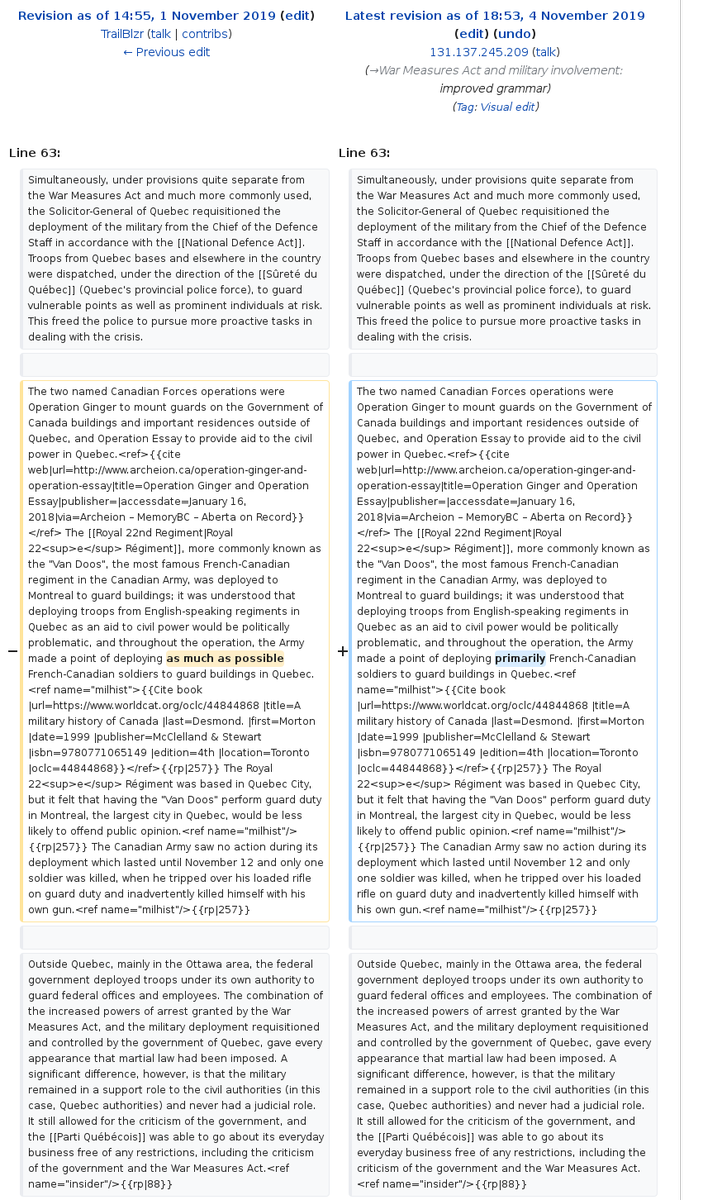 Revision as of 14:55, 1 November 2019 (edit)
TrailBlzr (talk | contribs)
← Previous edit
Latest revision as of 18:53, 4 November 2019
(edit) (undo)
131.137.245.209 (talk)
(→War Measures Act and military involvement:
improved grammar)
(Tag: Visual edit)
Line 63:
Simultaneously, under provisions quite separate from
the War Measures Act and much more commonly used,
the Solicitor-General of Quebec requisitioned the
deployment of the military from the Chief of the Defence
Staff in accordance with the [[National Defence Act]].
Troops from Quebec bases and elsewhere in the country
were dispatched, under the direction of the [[Sûreté du
Québec]] (Quebec's provincial police force), to guard
vulnerable points as well as prominent individuals at risk.
This freed the police to pursue more proactive tasks in
dealing with the crisis.
−
The two named Canadian Forces operations were
Operation Ginger to mount guards on the Government of
Canada buildings and important residences outside of
Quebec, and Operation Essay to provide aid to the civil
power in Quebec.<ref>{{cite
web|url=http://www.archeion.ca/operation-ginger-and-
operation-essay|title=Operation Ginger and Operation
Essay|publisher=|accessdate=January 16,
2018|via=Archeion – MemoryBC – Aberta on Record}}
</ref> The [[Royal 22nd Regiment|Royal
22<sup>e</sup> Régiment]], more commonly known as
the "Van Doos", the most famous French-Canadian
regiment in the Canadian Army, was deployed to
Montreal to guard buildings; it was understood that
deploying troops from English-speaking regiments in
Quebec as an aid to civil power would be politically
problematic, and throughout the operation, the Army
made a point of deploying as much as possible
French-Canadian soldiers to guard buildings in Quebec.
<ref name="milhist">{{Cite book
|url=https://www.worldcat.org/oclc/44844868 |title=A
military history of Canada |last=Desmond. |first=Morton
|date=1999 |publisher=McClelland & Stewart
|isbn=9780771065149 |edition=4th |location=Toronto
|oclc=44844868}}</ref>{{rp|257}} The Royal
22<sup>e</sup> Régiment was based in Quebec City,
but it felt that having the "Van Doos" perform guard duty
in Montreal, the largest city in Quebec, would be less
likely to offend public opinion.<ref name="milhist"/>
{{rp|257}} The Canadian Army saw no action during its
deployment which lasted until November 12 and only one
soldier was killed, when he tripped over his loaded rifle
on guard duty and inadvertently killed himself with his
own gun.<ref name="milhist"/>{{rp|257}}
Outside Quebec, mainly in the Ottawa area, the federal
government deployed troops under its own authority to
guard federal offices and employees. The combination of
the increased powers of arrest granted by the War
Measures Act, and the military deployment requisitioned
and controlled by the government of Quebec, gave every
appearance that martial law had been imposed. A
significant difference, however, is that the military
remained in a support role to the civil authorities (in this
case, Quebec authorities) and never had a judicial role.
It still allowed for the criticism of the government, and
the [[Parti Québécois]] was able to go about its everyday
business free of any restrictions, including the criticism
of the government and the War Measures Act.<ref
name="insider"/>{{rp|88}}
Line 63:
Simultaneously, under provisions quite separate from
the War Measures Act and much more commonly used,
the Solicitor-General of Quebec requisitioned the
deployment of the military from the Chief of the Defence
Staff in accordance with the [[National Defence Act]].
Troops from Quebec bases and elsewhere in the country
were dispatched, under the direction of the [[Sûreté du
Québec]] (Quebec's provincial police force), to guard
vulnerable points as well as prominent individuals at risk.
This freed the police to pursue more proactive tasks in
dealing with the crisis.
+
The two named Canadian Forces operations were
Operation Ginger to mount guards on the Government of
Canada buildings and important residences outside of
Quebec, and Operation Essay to provide aid to the civil
power in Quebec.<ref>{{cite
web|url=http://www.archeion.ca/operation-ginger-and-
operation-essay|title=Operation Ginger and Operation
Essay|publisher=|accessdate=January 16,
2018|via=Archeion – MemoryBC – Aberta on Record}}
</ref> The [[Royal 22nd Regiment|Royal
22<sup>e</sup> Régiment]], more commonly known as
the "Van Doos", the most famous French-Canadian
regiment in the Canadian Army, was deployed to
Montreal to guard buildings; it was understood that
deploying troops from English-speaking regiments in
Quebec as an aid to civil power would be politically
problematic, and throughout the operation, the Army
made a point of deploying primarily French-Canadian
soldiers to guard buildings in Quebec.<ref
name="milhist">{{Cite book
|url=https://www.worldcat.org/oclc/44844868 |title=A
military history of Canada |last=Desmond. |first=Morton
|date=1999 |publisher=McClelland & Stewart
|isbn=9780771065149 |edition=4th |location=Toronto
|oclc=44844868}}</ref>{{rp|257}} The Royal
22<sup>e</sup> Régiment was based in Quebec City,
but it felt that having the "Van Doos" perform guard duty
in Montreal, the largest city in Quebec, would be less
likely to offend public opinion.<ref name="milhist"/>
{{rp|257}} The Canadian Army saw no action during its
deployment which lasted until November 12 and only one
soldier was killed, when he tripped over his loaded
rifle on guard duty and inadvertently killed himself with
his own gun.<ref name="milhist"/>{{rp|257}}
Outside Quebec, mainly in the Ottawa area, the federal
government deployed troops under its own authority to
guard federal offices and employees. The combination of
the increased powers of arrest granted by the War
Measures Act, and the military deployment requisitioned
and controlled by the government of Quebec, gave every
appearance that martial law had been imposed. A
significant difference, however, is that the military
remained in a support role to the civil authorities (in this
case, Quebec authorities) and never had a judicial role.
It still allowed for the criticism of the government, and
the [[Parti Québécois]] was able to go about its
everyday business free of any restrictions, including the
criticism of the government and the War Measures Act.
<ref name="insider"/>{{rp|88}}